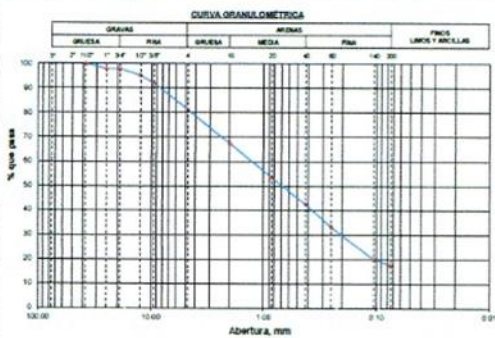 CURVA GRANULOMÉTRICA
GRAVAS ARENAS FINOS
GRUESA FINA GRUESA MEDIA FINA LIMOS Y ARCILLAS
3" 2" 1 1/2" 1" 3/4" 1/2" 3/8" 4 10 20 40 60 140 200
100
90
80
70
60
50
40
30
20
10
0
% que pasa
100.00 10.00 1.00 0.10 0.01
Abertura, mm